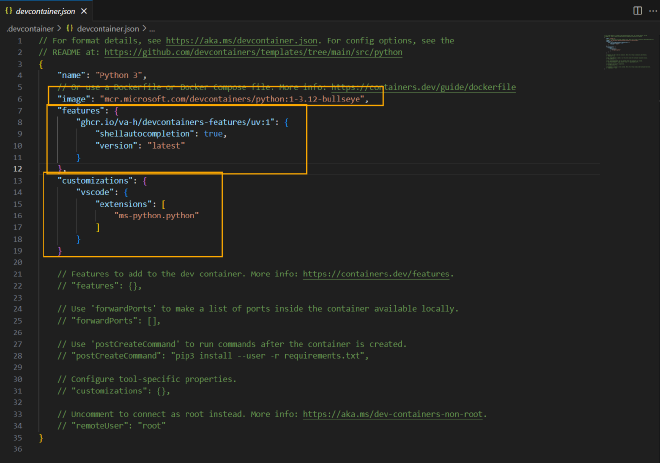 devcontainer.json
.devcontainer > devcontainer.json > ...
1 // For format details, see https://aka.ms/devcontainer.json. For config options, see the
2 // README at: https://github.com/devcontainers/templates/tree/main/src/python
3 {
4 "name": "Python 3",
5 // Or use a Dockerfile or Docker Compose file. More info: https://containers.dev/guide/dockerfile
6 "image": "mcr.microsoft.com/devcontainers/python:1-3.12-bullseye",
7 "features": {
8 "ghcr.io/va-h/devcontainers-features/uv:1": {
9 "shellautocompletion": true,
10 "version": "latest"
11 }
12 },
13 "customizations": {
14 "vscode": {
15 "extensions": [
16 "ms-python.python"
17 ]
18 }
19 }
20
21 // Features to add to the dev container. More info: https://containers.dev/features.
22 // "features": {},
23
24 // Use 'forwardPorts' to make a list of ports inside the container available locally.
25 // "forwardPorts": [],
26
27 // Use 'postCreateCommand' to run commands after the container is created.
28 // "postCreateCommand": "pip3 install --user -r requirements.txt",
29
30 // Configure tool-specific properties.
31 // "customizations": {},
32
33 // Uncomment to connect as root instead. More info: https://aka.ms/dev-containers-non-root.
34 // "remoteUser": "root"
35 }
36